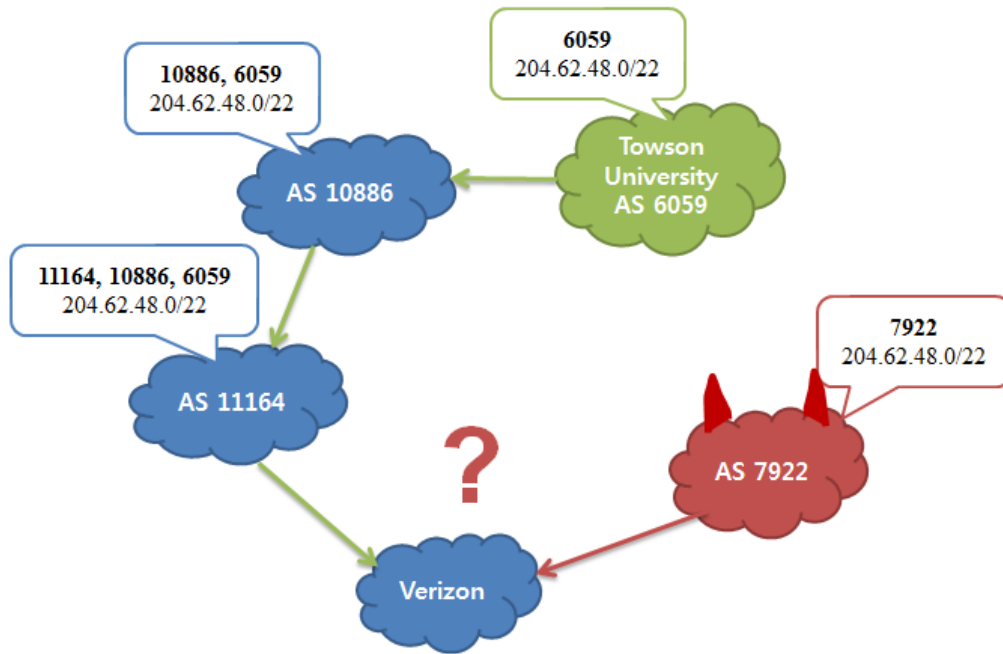 6059
204.62.48.0/22
10886, 6059
204.62.48.0/22
Towson
University
AS 6059
AS 10886
11164, 10886, 6059
204.62.48.0/22
7922
204.62.48.0/22
AS 11164
?
AS 7922
Verizon